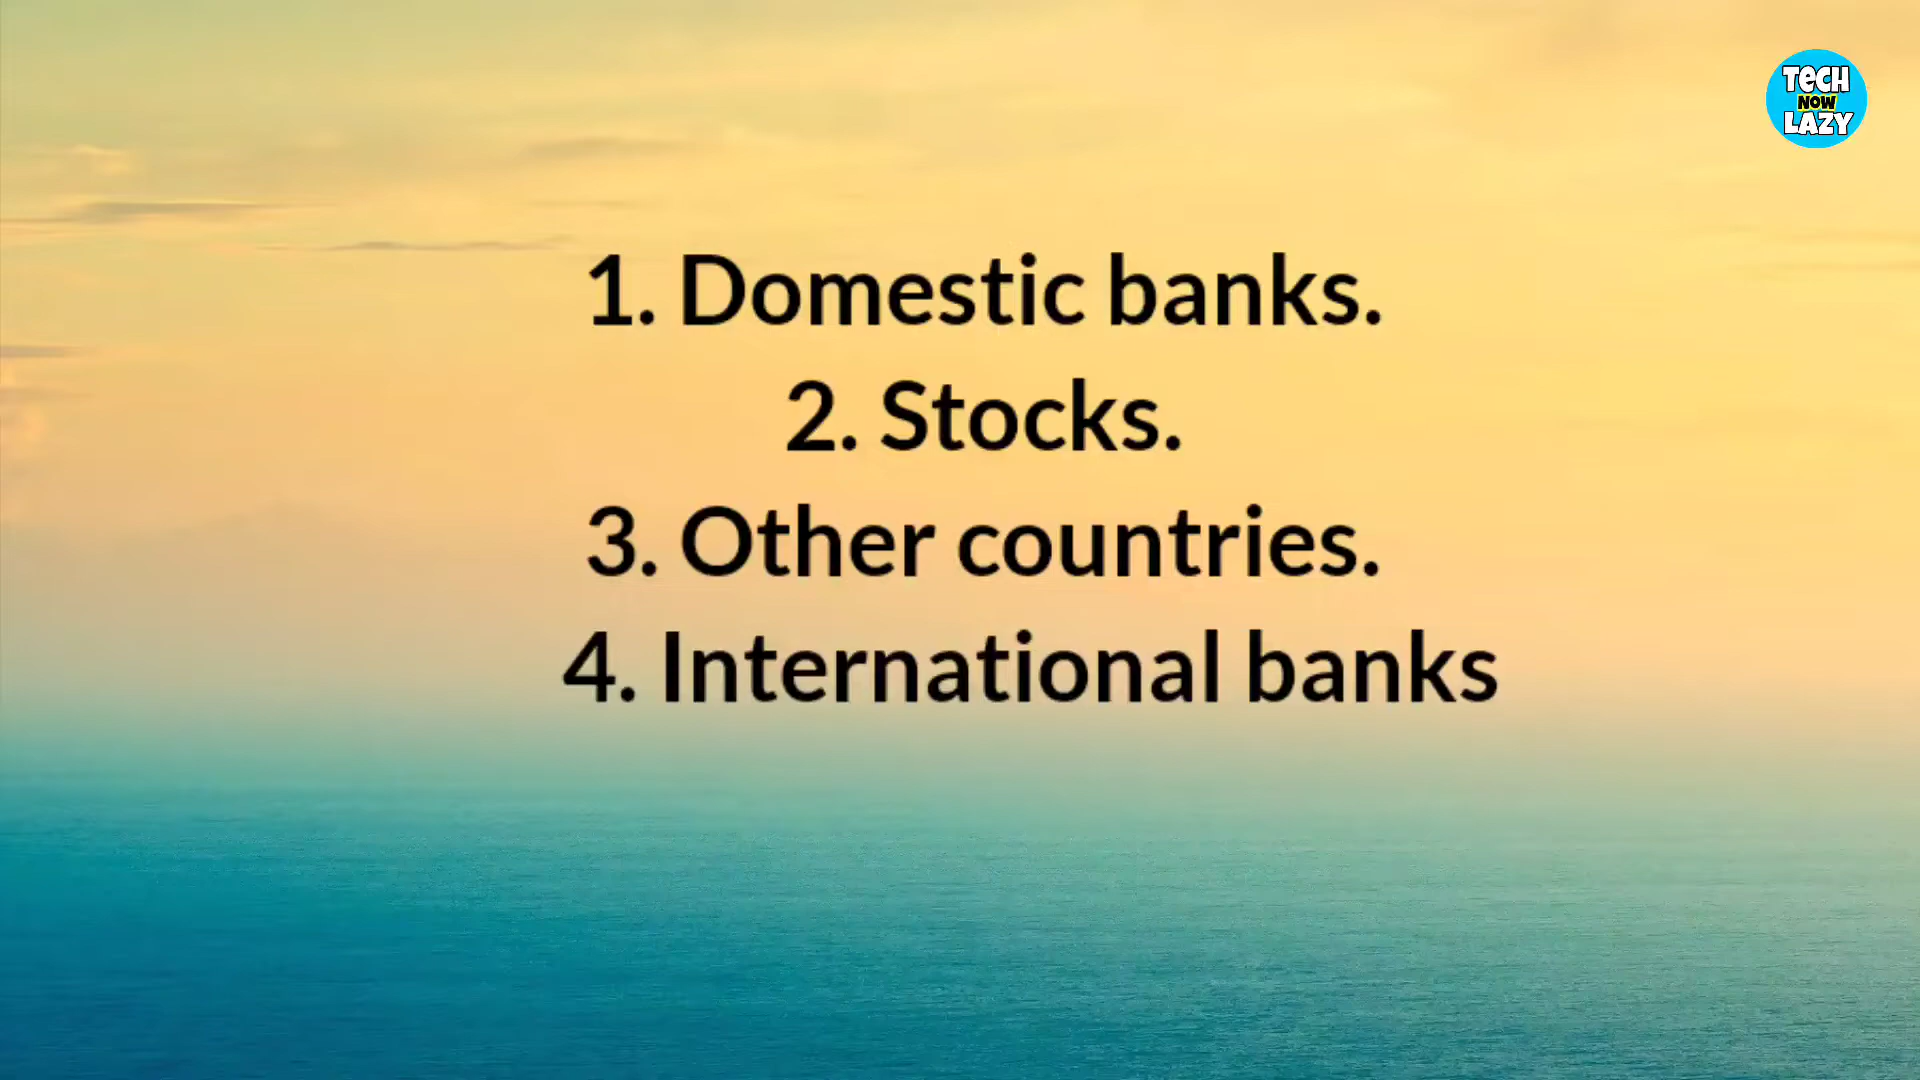 TECH
NOW
LAZY
1. Domestic banks.
2. Stocks.
3. Other countries.
4. International banks